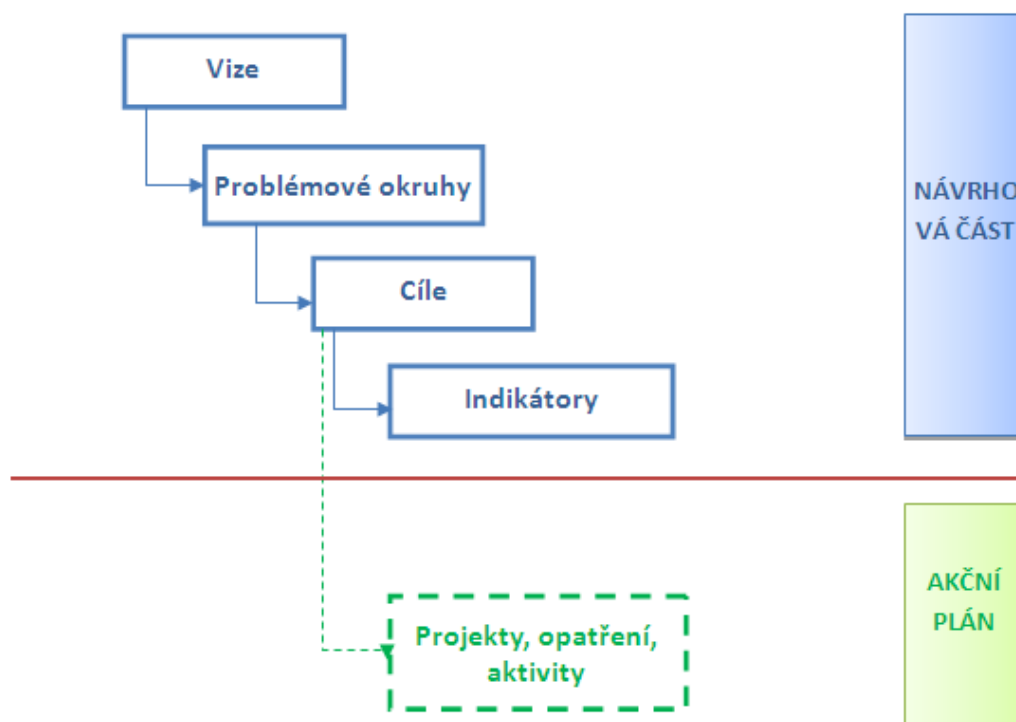 Vize
Problémové okruhy
Cíle
Indikátory
NÁVRHO
VÁ ČÁST
Projekty, opatření,
aktivity
AKČNÍ
PLÁN